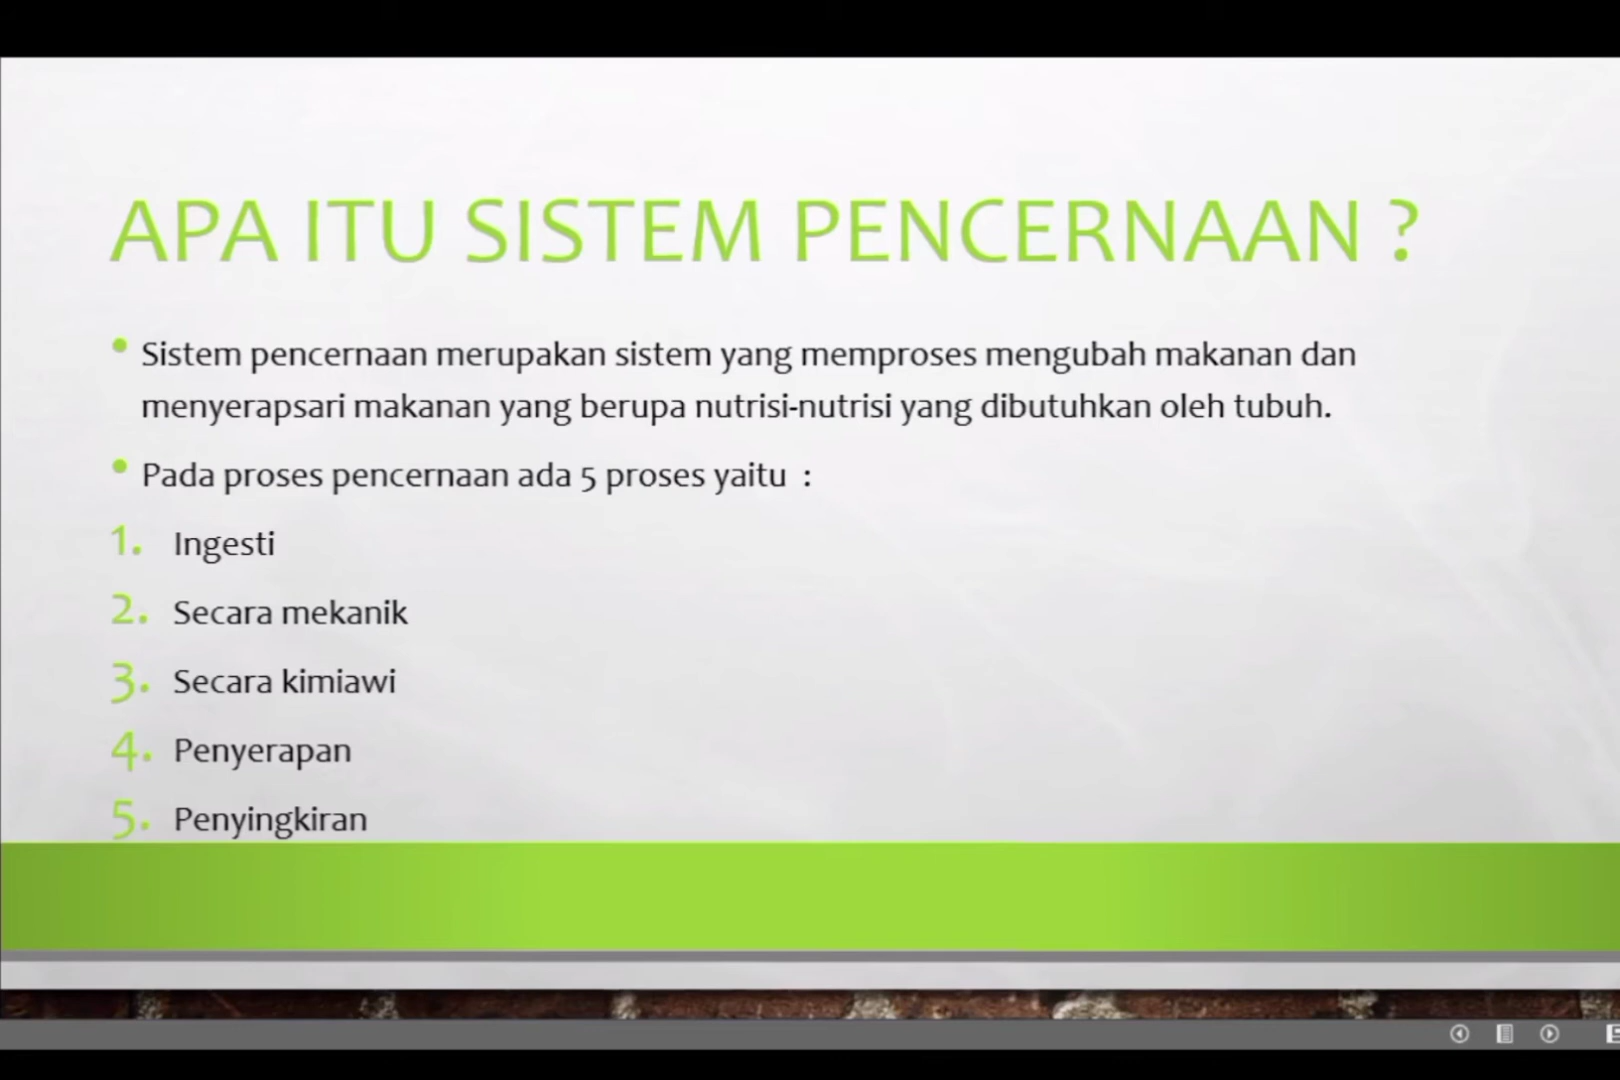 APA ITU SISTEM PENCERNAAN ?
• Sistem pencernaan merupakan sistem yang memproses mengubah makanan dan
menyerapsari makanan yang berupa nutrisi-nutrisi yang dibutuhkan oleh tubuh.
• Pada proses pencernaan ada 5 proses yaitu :
1. Ingesti
2. Secara mekanik
3. Secara kimiawi
4. Penyerapan
5. Penyingkiran